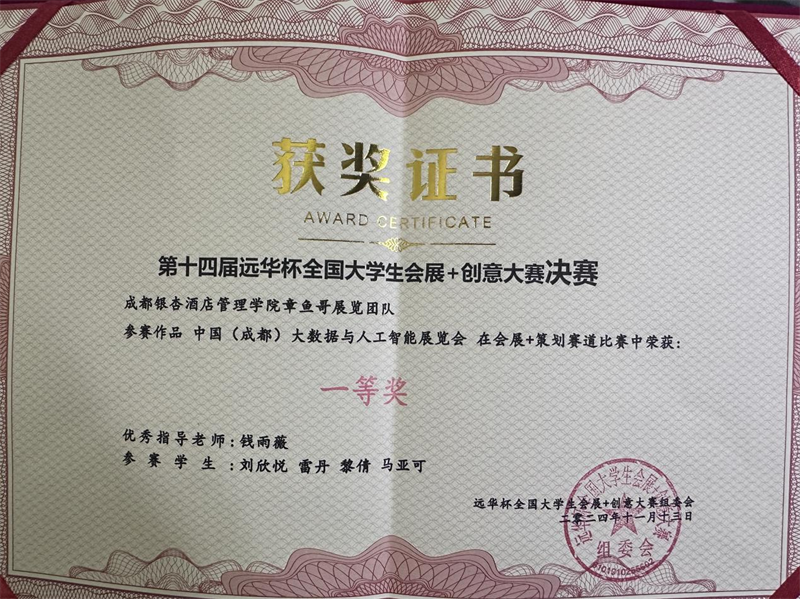 获奖证书
AWARD CERTIFICATE
第十四届远华杯全国大学生会展+创意大赛决赛
成都银杏酒店管理学院章鱼哥展览团队
参赛作品 中国（成都）大数据与人工智能展览会 在会展+策划赛道比赛中荣获：
一等奖
优秀指导老师：钱雨薇
参赛学生：刘欣悦 雷丹 黎倩 马亚可
远华杯全国大学生会展+创意大赛组委会
二〇二四年十一月十三日
组委会